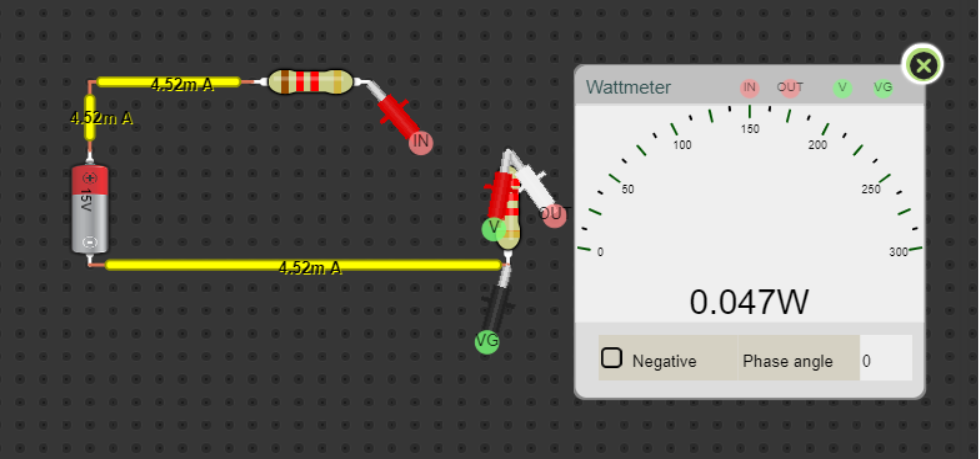 Wattmeter IN OUT V VG
4.52m A
4.52m A
IN
15V
V
OUT
4.52m A
VG
0 50 100 150 200 250 300
0.047W
Negative Phase angle 0